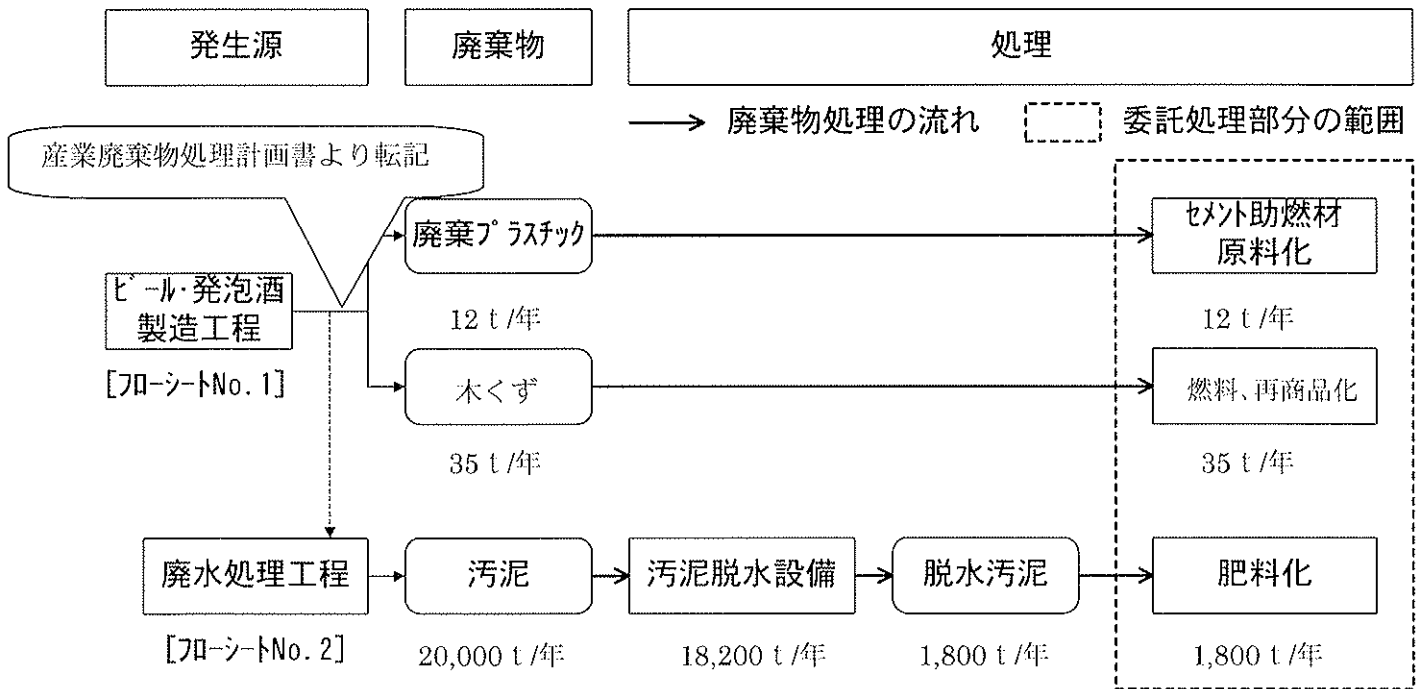 発生源
廃棄物
処理
廃棄物処理の流れ
委託処理部分の範囲
産業廃棄物処理計画書より転記
廃棄プラスチック
セメント助燃材
原料化
ビール・発泡酒
製造工程
12 t/年
12 t/年
[フローシートNo.1]
木くず
燃料、再商品化
35 t/年
35 t/年
廃水処理工程
汚泥
汚泥脱水設備
脱水汚泥
肥料化
[フローシートNo.2]
20,000 t/年
18,200 t/年
1,800 t/年
1,800 t/年